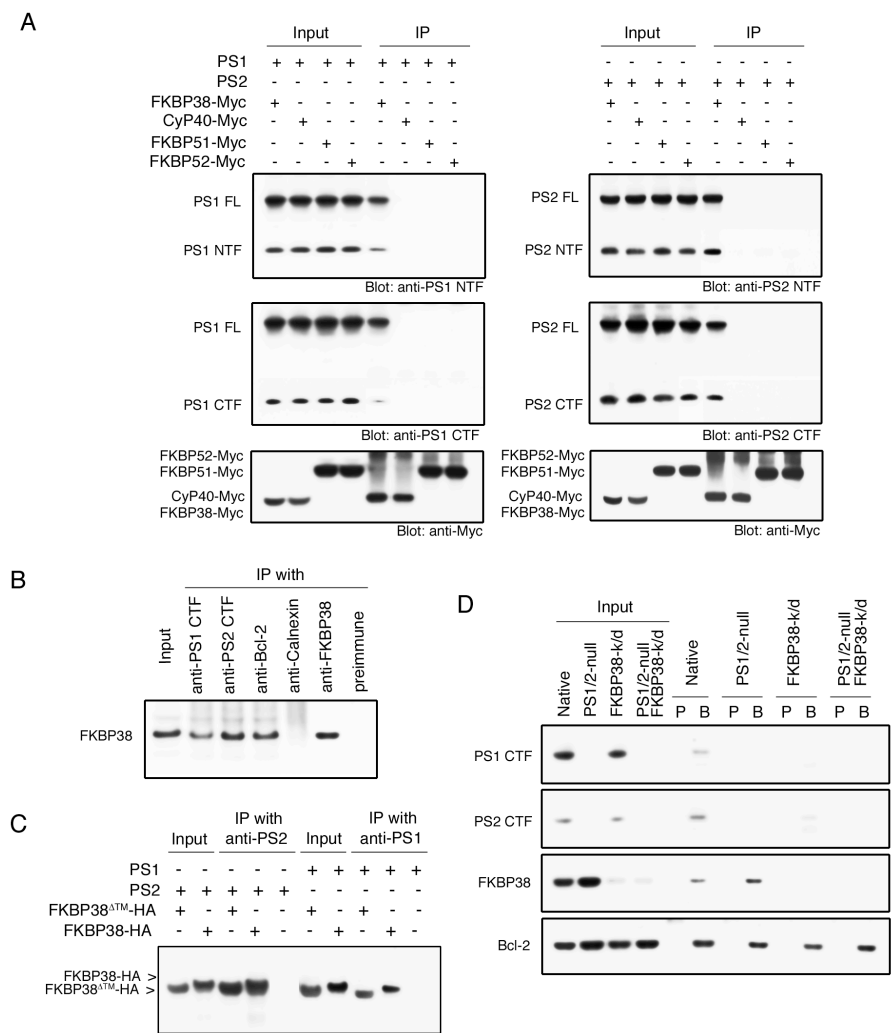 A
Input IP Input IP
PS1 + + + + + + + + - - - - - - - -
PS2 - - - - - - - - + + + + + + + +
FKBP38-Myc + - - - + - - - + - - - + - - -
CyP40-Myc - + - - - + - - - + - - - + - -
FKBP51-Myc - - + - - - + - - - + - - - + -
FKBP52-Myc - - - + - - - + - - - + - - - +
PS1 FL
PS1 NTF
Blot: anti-PS1 NTF
PS1 FL
PS1 CTF
Blot: anti-PS1 CTF
FKBP52-Myc
FKBP51-Myc
CyP40-Myc
FKBP38-Myc
Blot: anti-Myc
PS2 FL
PS2 NTF
Blot: anti-PS2 NTF
PS2 FL
PS2 CTF
Blot: anti-PS2 CTF
FKBP52-Myc
FKBP51-Myc
CyP40-Myc
FKBP38-Myc
Blot: anti-Myc
B
IP with
Input
anti-PS1 CTF
anti-PS2 CTF
anti-Bcl-2
anti-Calnexin
anti-FKBP38
preimmune
FKBP38
C
Input
IP with
anti-PS2
Input
IP with
anti-PS1
PS1 - - - - - + + + + +
PS2 + + + + + - - - - -
FKBP38ΔTM-HA + - + - - + - + - -
FKBP38-HA - + - + - - + - + -
FKBP38-HA >
FKBP38ΔTM-HA >
D
Input
Native
PS1/2-null
FKBP38-k/d
PS1/2-null
FKBP38-k/d
Native
PS1/2-null
FKBP38-k/d
PS1/2-null
FKBP38-k/d
P B P B P B P B
PS1 CTF
PS2 CTF
FKBP38
Bcl-2